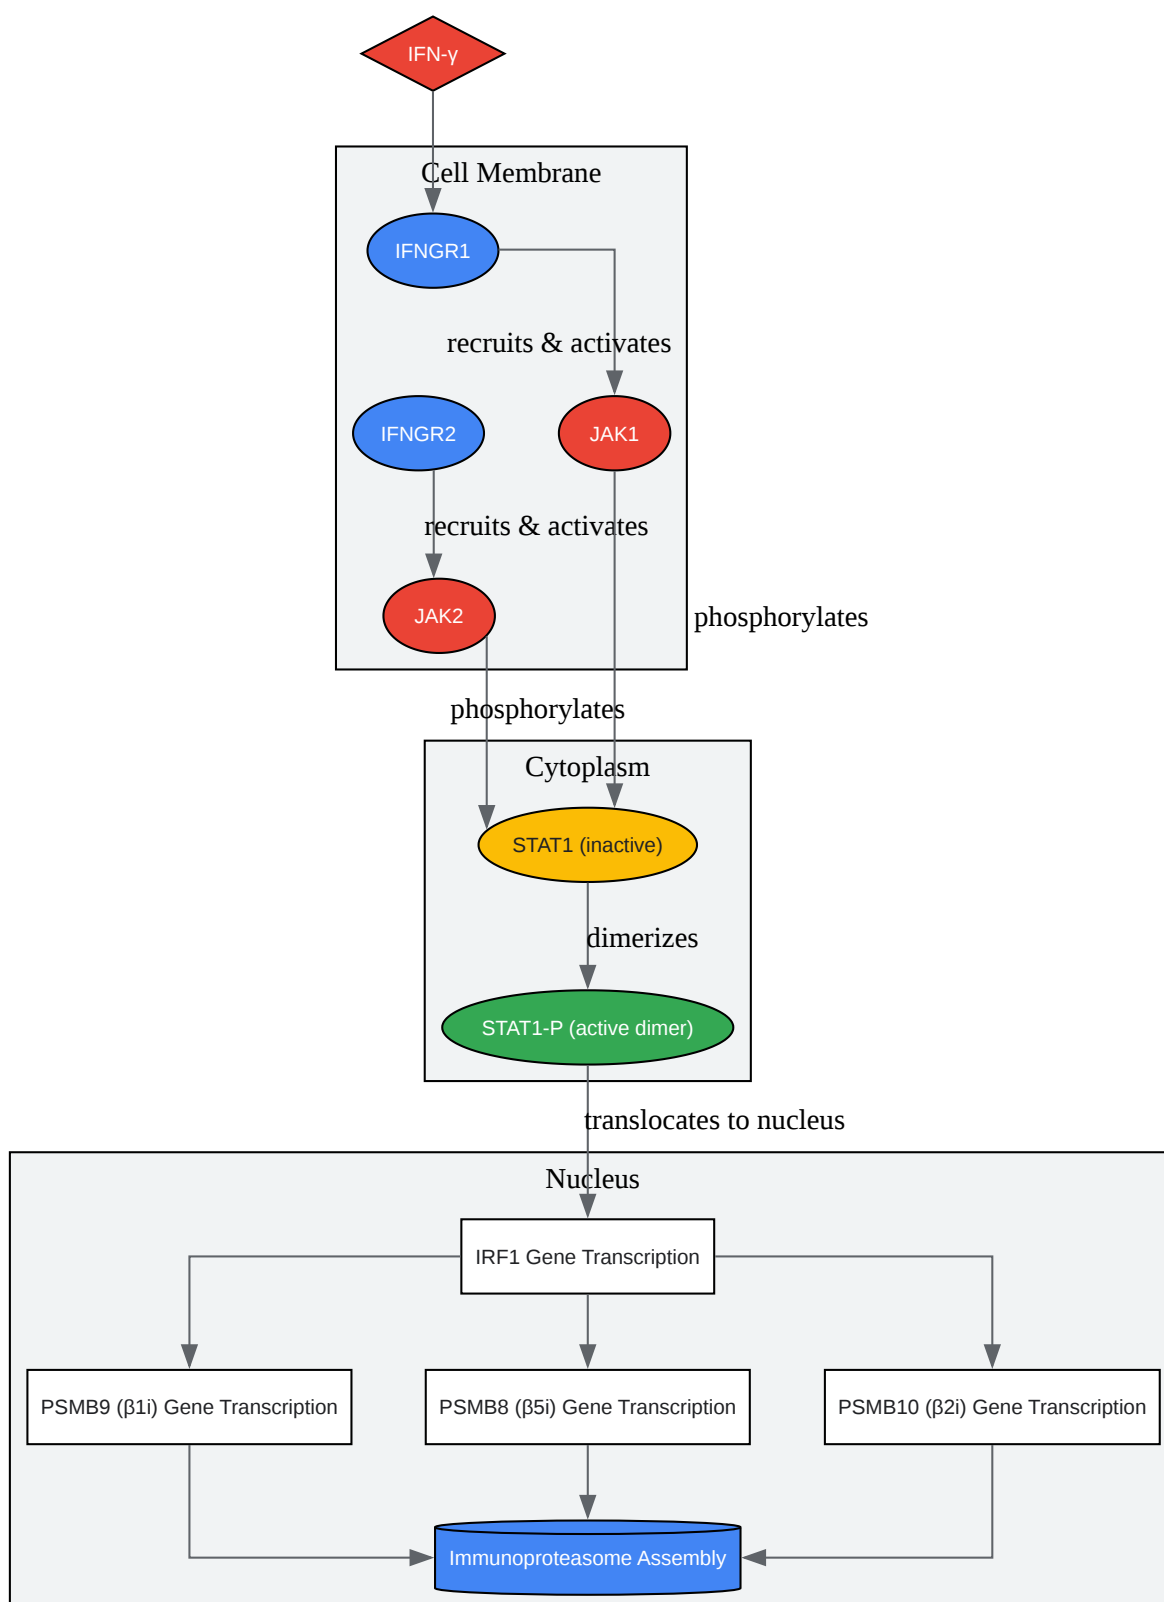 IFN-γ
Cell Membrane
IFNGR1
recruits & activates
IFNGR2
JAK1
recruits & activates
JAK2
phosphorylates
phosphorylates
Cytoplasm
STAT1 (inactive)
dimerizes
STAT1-P (active dimer)
translocates to nucleus
Nucleus
IRF1 Gene Transcription
PSMB9 (β1i) Gene Transcription
PSMB8 (β5i) Gene Transcription
PSMB10 (β2i) Gene Transcription
Immunoproteasome Assembly